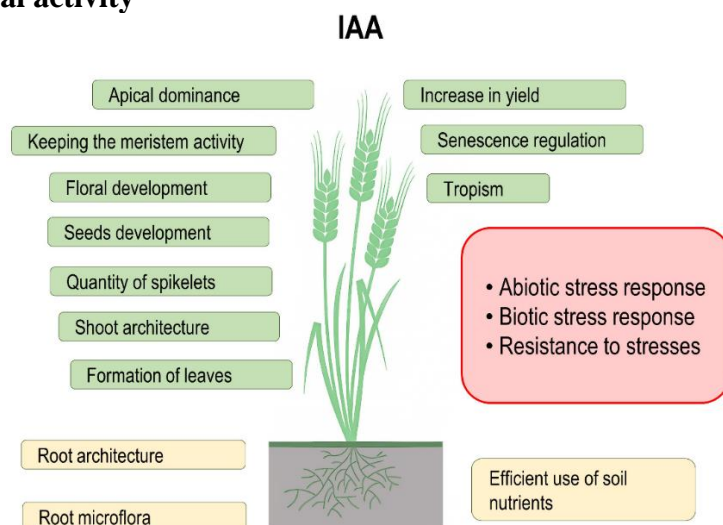 al activity
IAA
Apical dominance
Keeping the meristem activity
Floral development
Seeds development
Quantity of spikelets
Shoot architecture
Formation of leaves
Root architecture
Root microflora
Increase in yield
Senescence regulation
Tropism
• Abiotic stress response
• Biotic stress response
• Resistance to stresses
Efficient use of soil
nutrients